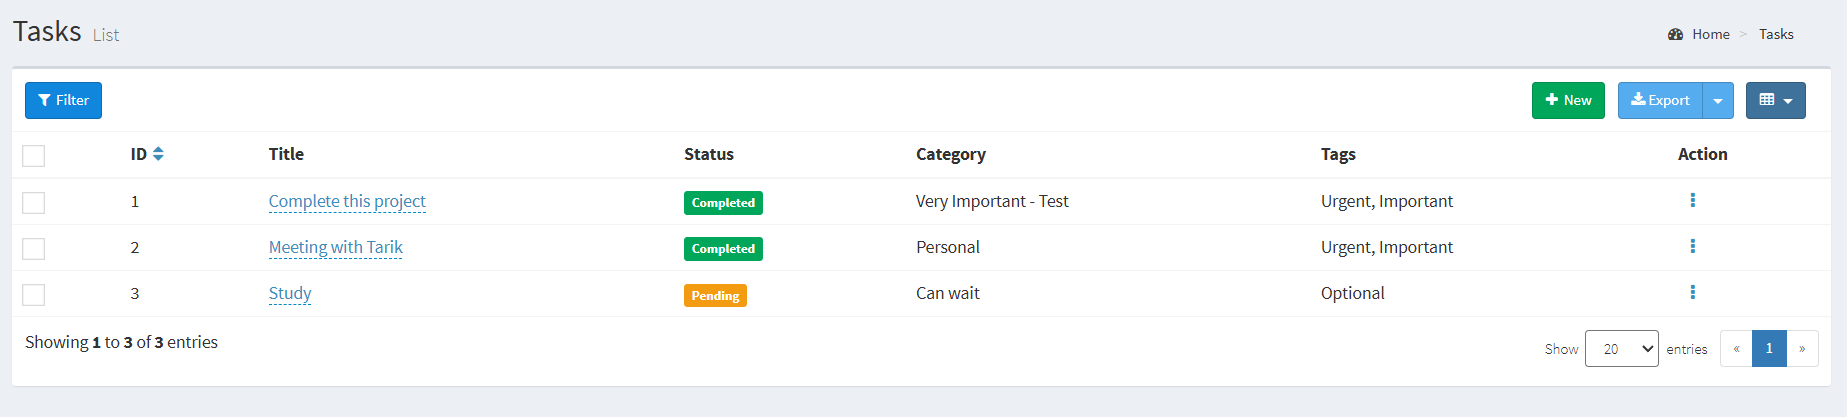 Tasks List
Home > Tasks
Filter
New Export
ID Title Status Category Tags Action
1 Complete this project Completed Very Important - Test Urgent, Important
2 Meeting with Tarik Completed Personal Urgent, Important
3 Study Pending Can wait Optional
Showing 1 to 3 of 3 entries
Show 20 entries « 1 »